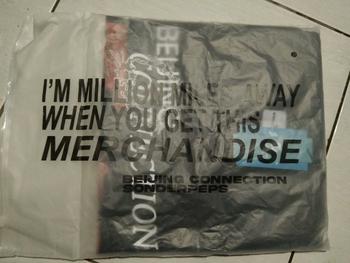 I'M MILLION MILES AWAY
WHEN YOU GET THIS
MERCHANDISE
BEIJING CONNECTION
SONDERPEPS